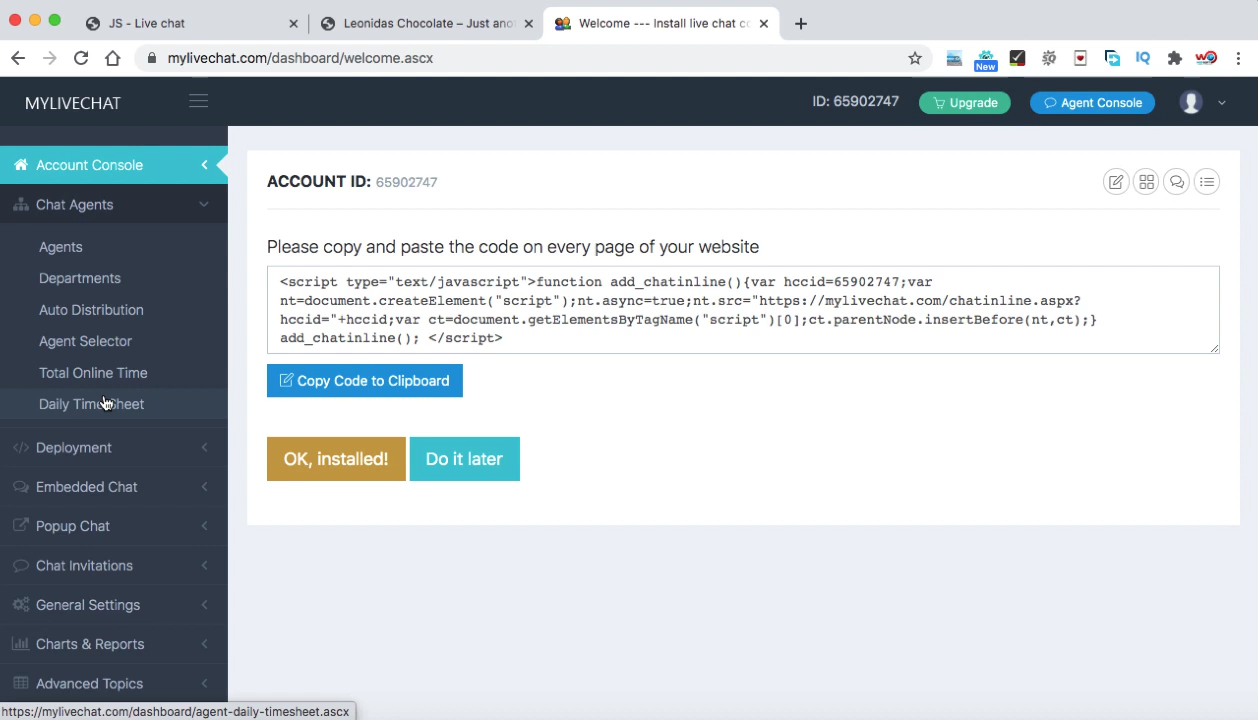 JS - Live chat
Leonidas Chocolate – Just ano
Welcome --- Install live chat co
mylivechat.com/dashboard/welcome.ascx
New
IQ
MYLIVECHAT
ID: 65902747
Upgrade
Agent Console
Account Console
Chat Agents
Agents
Departments
Auto Distribution
Agent Selector
Total Online Time
Daily Time Sheet
Deployment
Embedded Chat
Popup Chat
Chat Invitations
General Settings
Charts & Reports
Advanced Topics
ACCOUNT ID: 65902747
Please copy and paste the code on every page of your website
<script type="text/javascript">function add_chatinline(){var hccid=65902747;var
nt=document.createElement("script");nt.async=true;nt.src="https://mylivechat.com/chatinline.aspx?
hccid="+hccid;var ct=document.getElementsByTagName("script")[0];ct.parentNode.insertBefore(nt,ct);}
add_chatinline(); </script>
Copy Code to Clipboard
OK, installed!
Do it later
https://mylivechat.com/dashboard/agent-daily-timesheet.ascx